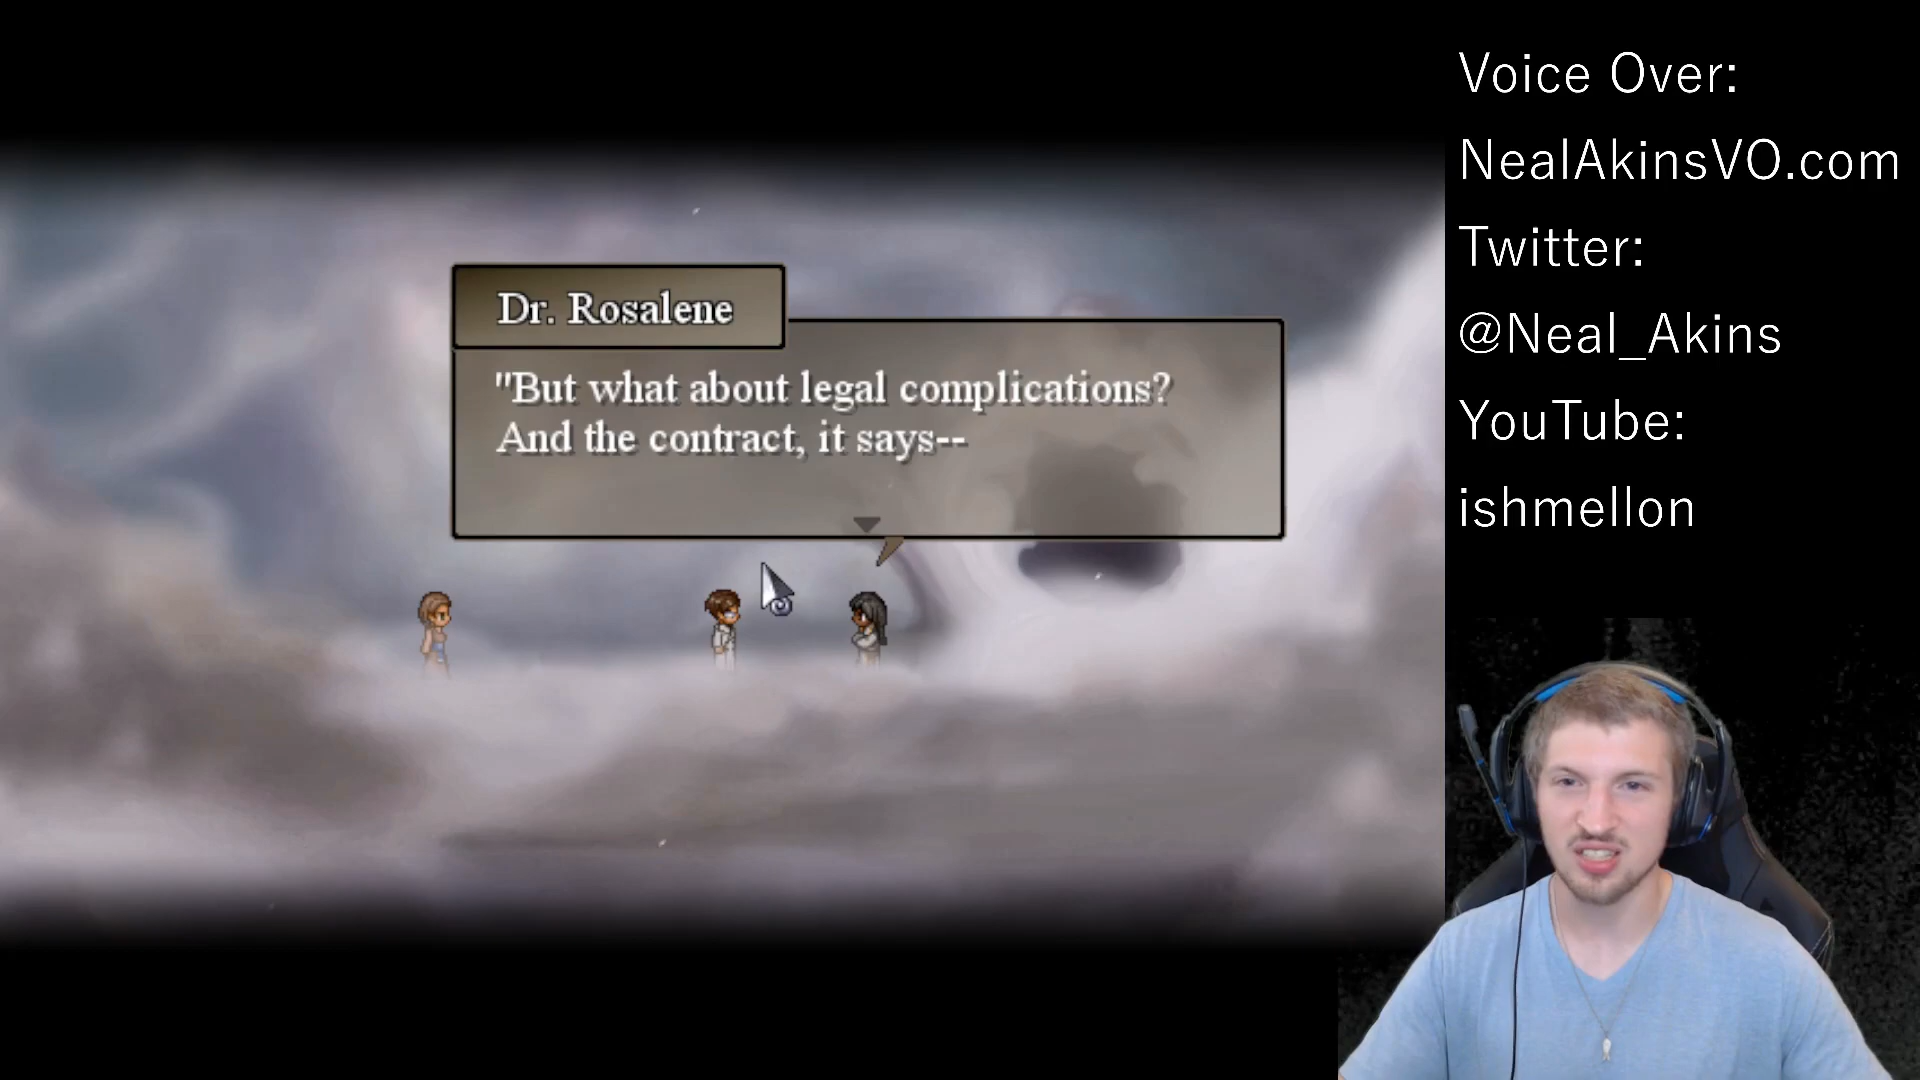 Dr. Rosalene
"But what about legal complications?
And the contract, it says--
Voice Over:
NealAkinsVO.com
Twitter:
@Neal_Akins
YouTube:
ishmellon